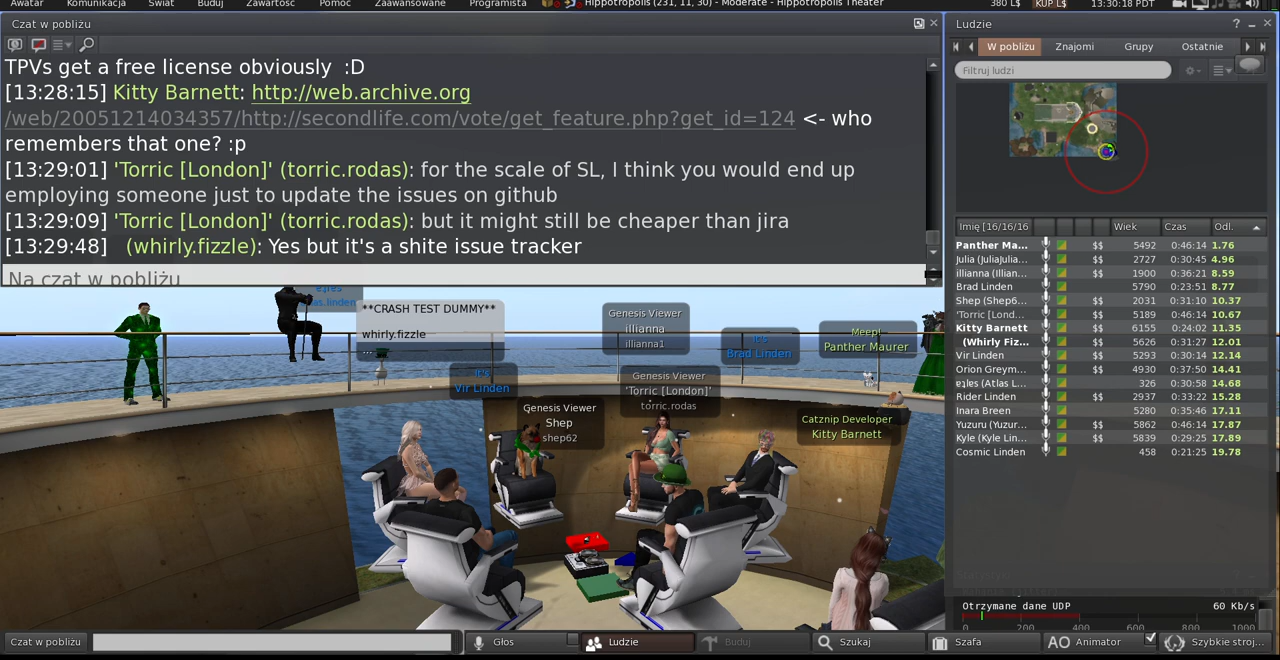 Awatar Komunikacja Świat Buduj Zawartość Pomoc Zaawansowane Programista Hippotropolis (231, 11, 30) - Moderate - Hippotropolis Theater 380 L$ KUP L$ 13:30:18 PDT
Czat w pobliżu
TPVs get a free license obviously :D
[13:28:15] Kitty Barnett: http://web.archive.org
/web/20051214034357/http://secondlife.com/vote/get_feature.php?get_id=124 <- who
remembers that one? :p
[13:29:01] 'Torric [London]' (torric.rodas): for the scale of SL, I think you would end up
employing someone just to update the issues on github
[13:29:09] 'Torric [London]' (torric.rodas): but it might still be cheaper than jira
[13:29:48] (whirly.fizzle): Yes but it's a shite issue tracker
Na czat w pobliżu
**CRASH TEST DUMMY**
whirly.fizzle
...
Genesis Viewer
illianna
illianna1
It's
Brad Linden
Meep!
Panther Maurer
It's
Vir Linden
Genesis Viewer
'Torric [London]'
torric.rodas
Genesis Viewer
Shep
shep62
Catznip Developer
Kitty Barnett
Ludzie
W pobliżu Znajomi Grupy Ostatnie
Filtruj ludzi
Imię [16/16/16 Wiek Czas Odl.
Panther Ma... $$ 5492 0:46:14 1.76
Julia (JuliaJulia... $$ 2727 0:30:45 4.96
illianna (Illian... $$ 1900 0:36:21 8.59
Brad Linden 5790 0:23:51 8.77
Shep (Shep6... $$ 2031 0:31:10 10.37
'Torric [Lond... $$ 5189 0:46:14 10.67
Kitty Barnett $$ 6155 0:24:02 11.35
(Whirly Fiz... $$ 5626 0:31:27 12.01
Vir Linden $$ 5293 0:30:14 12.14
Orion Greym... $$ 4930 0:37:50 14.41
(Atlas L... 326 0:30:58 14.68
Rider Linden $$ 2937 0:33:22 15.28
Inara Breen 5280 0:35:46 17.11
Yuzuru (Yuzur... $$ 5862 0:46:14 17.87
Kyle (Kyle Lin... $$ 5839 0:29:25 17.89
Cosmic Linden 458 0:21:25 19.78
Otrzymane dane UDP 60 Kb/s
0 200 400 600 800 1000
Czat w pobliżu Głos Ludzie Buduj Szukaj Szafa AO Animator Szybkie stroj...